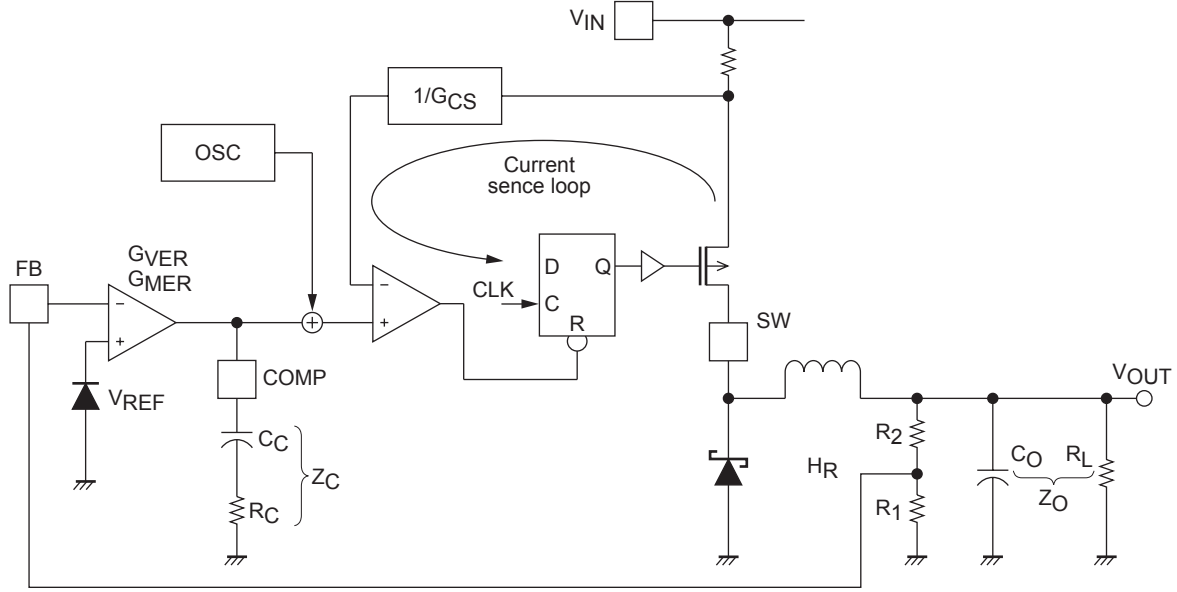 VIN
1/GCS
OSC
Current
sence loop
GVER
GMER
FB
D
Q
CLK
C
R
SW
COMP
VREF
VOUT
CC
ZC
RC
R2
HR
R1
CO
RL
ZO
−
+
+
−
+